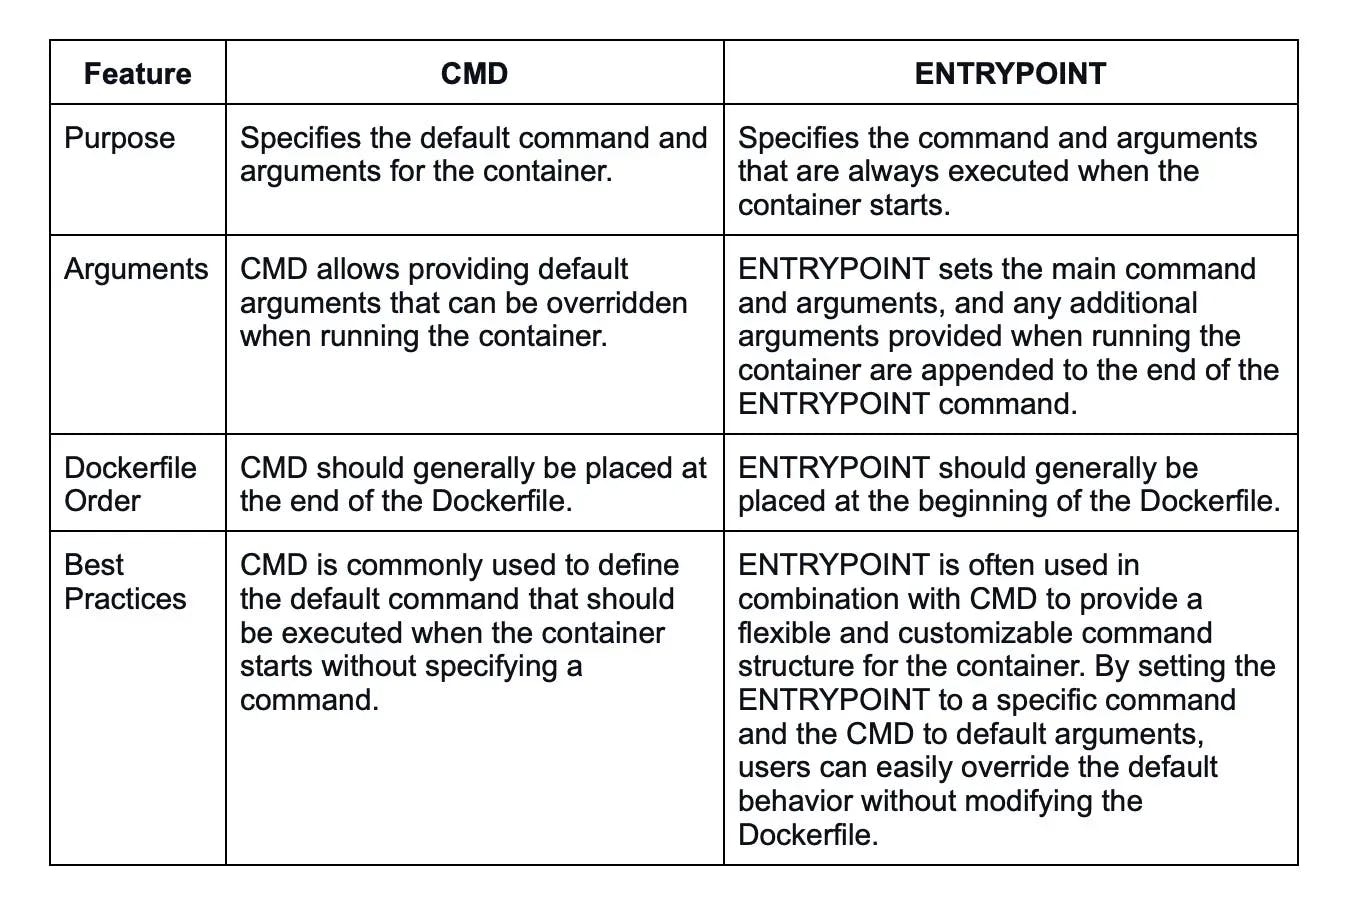 Feature
CMD
ENTRYPOINT
Purpose
Specifies the default command and
arguments for the container.
Specifies the command and arguments
that are always executed when the
container starts.
Arguments
CMD allows providing default
arguments that can be overridden
when running the container.
ENTRYPOINT sets the main command
and arguments, and any additional
arguments provided when running the
container are appended to the end of the
ENTRYPOINT command.
Dockerfile
Order
CMD should generally be placed at
the end of the Dockerfile.
ENTRYPOINT should generally be
placed at the beginning of the Dockerfile.
Best
Practices
CMD is commonly used to define
the default command that should
be executed when the container
starts without specifying a
command.
ENTRYPOINT is often used in
combination with CMD to provide a
flexible and customizable command
structure for the container. By setting the
ENTRYPOINT to a specific command
and the CMD to default arguments,
users can easily override the default
behavior without modifying the
Dockerfile.